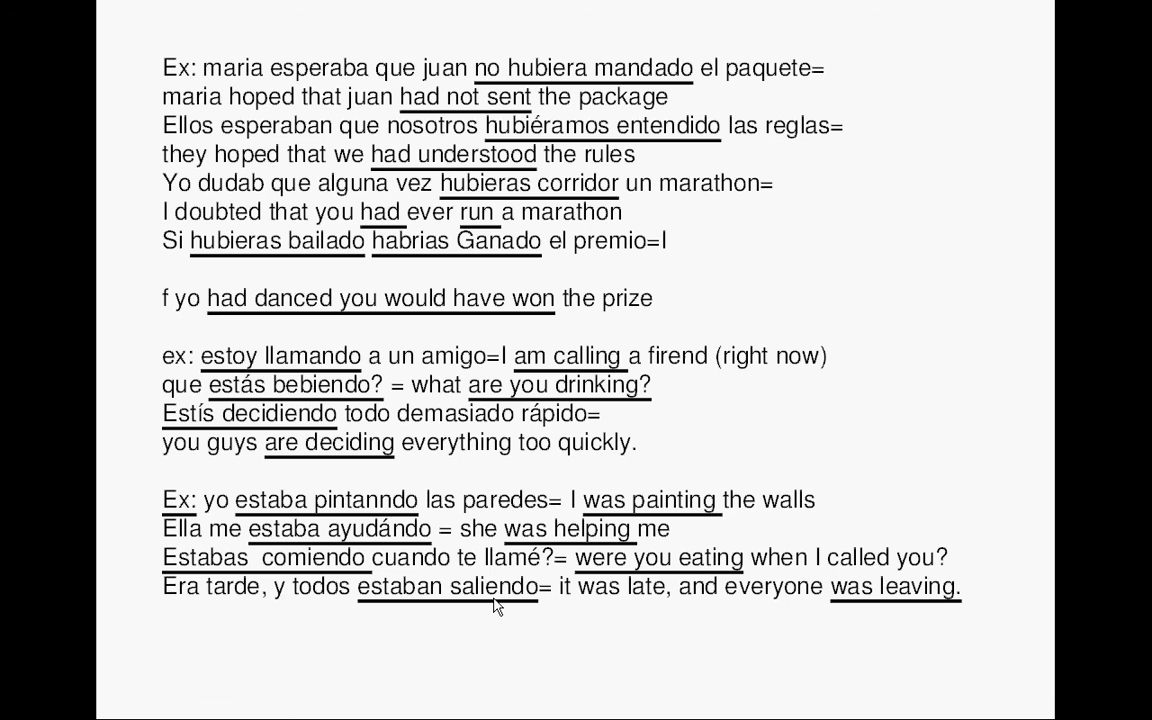 Ex: maria esperaba que juan no hubiera mandado el paquete=
maria hoped that juan had not sent the package
Ellos esperaban que nosotros hubiéramos entendido las reglas=
they hoped that we had understood the rules
Yo dudab que alguna vez hubieras corridor un marathon=
I doubted that you had ever run a marathon
Si hubieras bailado habrias Ganado el premio=I
f yo had danced you would have won the prize
ex: estoy llamando a un amigo=I am calling a firend (right now)
que estás bebiendo? = what are you drinking?
Estís decidiendo todo demasiado rápido=
you guys are deciding everything too quickly.
Ex: yo estaba pintanndo las paredes= I was painting the walls
Ella me estaba ayudándo = she was helping me
Estabas  comiendo cuando te llamé?= were you eating when I called you?
Era tarde, y todos estaban saliendo= it was late, and everyone was leaving.